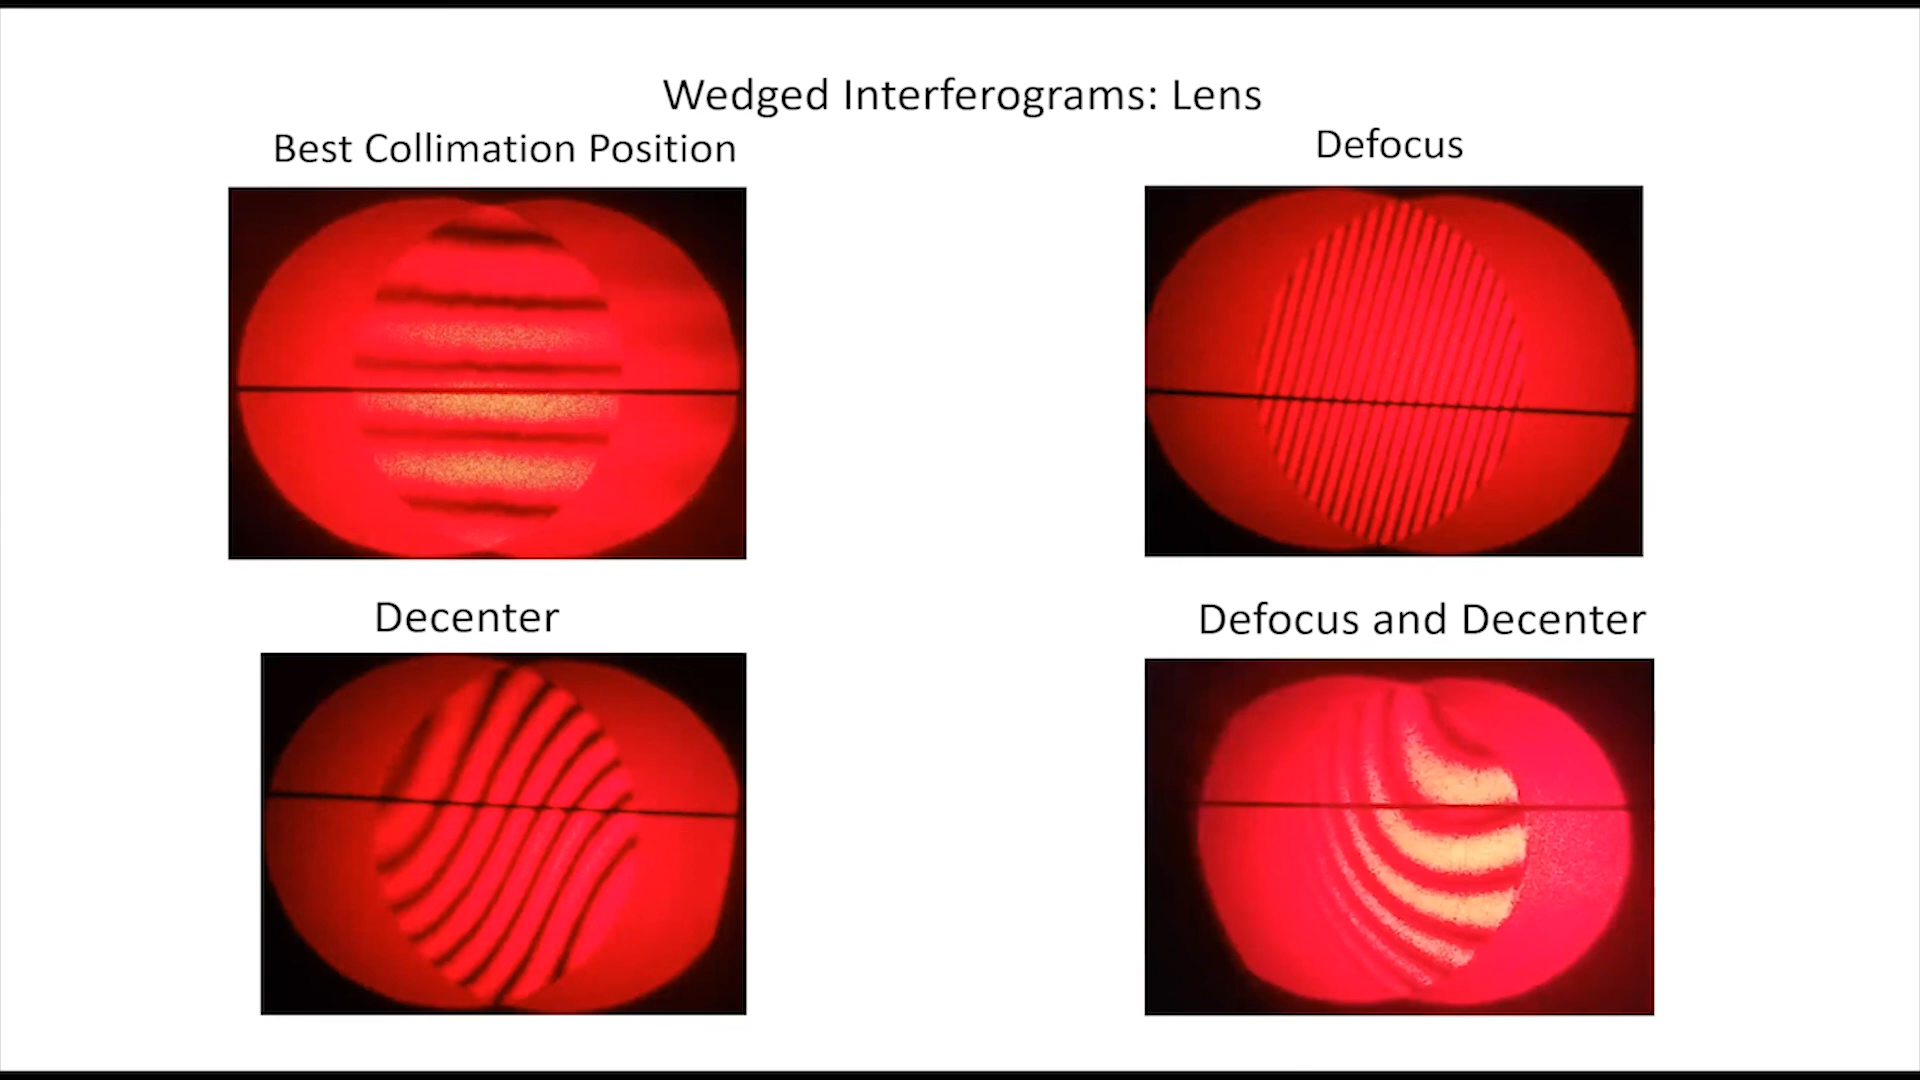 Wedged Interferograms: Lens
Best Collimation Position
Defocus
Decenter
Defocus and Decenter